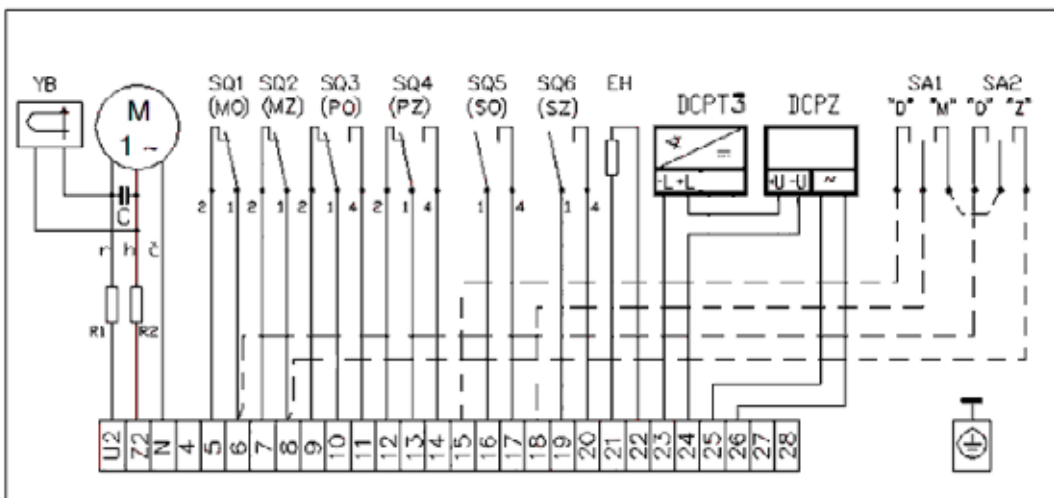 YB
M
1 ~
C
r h č
R1 R2
SQ1 SQ2 SQ3 SQ4 SQ5 SQ6 EH
(MO) (MZ) (PO) (PZ) (SO) (SZ)
2 1 2 1 2 1 4 2 1 4 1 4 1 4
DCPT3 DCPZ
-L +L +U -U ~
SA1 SA2
"D" "M" "O" "Z"
U2 Z2 N 4 5 6 7 8 9 10 11 12 13 14 15 16 17 18 19 20 21 22 23 24 25 26 27 28